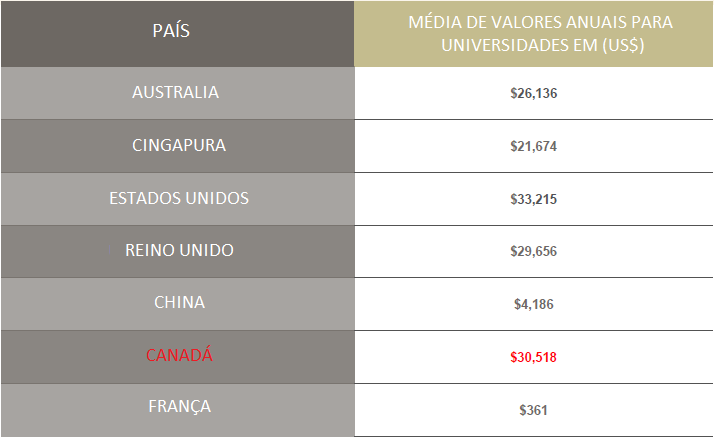 PAÍS
MÉDIA DE VALORES ANUAIS PARA
UNIVERSIDADES EM (US$)
AUSTRALIA
$26,136
CINGAPURA
$21,674
ESTADOS UNIDOS
$33,215
REINO UNIDO
$29,656
CHINA
$4,186
CANADÁ
$30,518
FRANÇA
$361